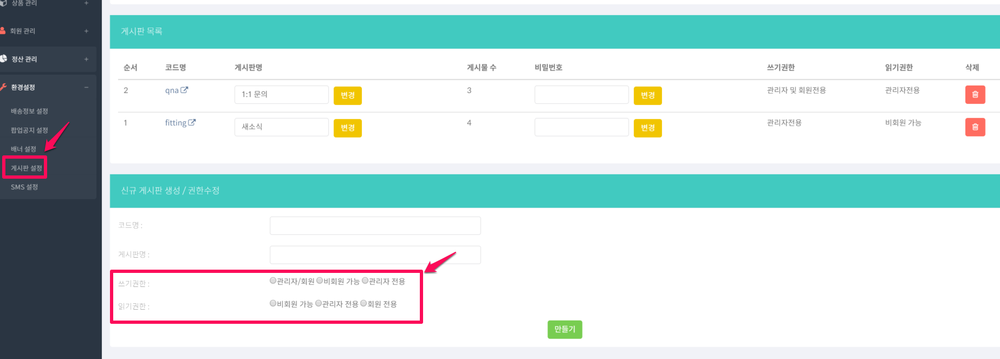 상품 관리 +
회원 관리 +
정산 관리 +
환경설정 −
배송정보 설정
팝업공지 설정
배너 설정
게시판 설정
SMS 설정
게시판 목록
순서 코드명 게시판명 게시물 수 비밀번호 쓰기권한 읽기권한 삭제
2 qna 1:1 문의 변경 3 변경 관리자 및 회원전용 관리자전용
1 fitting 새소식 변경 4 변경 관리자전용 비회원 가능
신규 게시판 생성 / 권한수정
코드명 :
게시판명 :
쓰기권한 : 관리자/회원 비회원 가능 관리자 전용
읽기권한 : 비회원 가능 관리자 전용 회원 전용
만들기